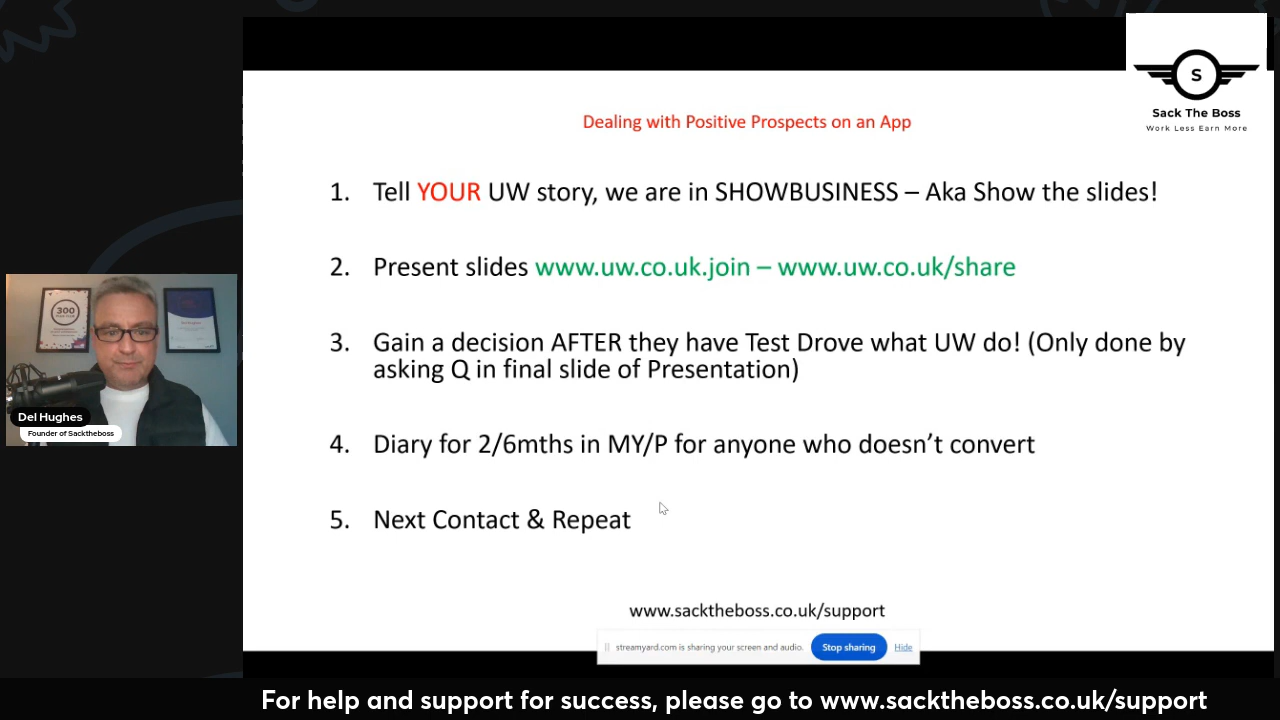 S
Sack The Boss
Work Less Earn More
Dealing with Positive Prospects on an App
1. Tell YOUR UW story, we are in SHOWBUSINESS – Aka Show the slides!
2. Present slides www.uw.co.uk.join – www.uw.co.uk/share
3. Gain a decision AFTER they have Test Drove what UW do! (Only done by
asking Q in final slide of Presentation)
4. Diary for 2/6mths in MY/P for anyone who doesn’t convert
5. Next Contact & Repeat
300
Del Hughes
Founder of Sacktheboss
www.sacktheboss.co.uk/support
streamyard.com is sharing your screen and audio.
Stop sharing
Hide
For help and support for success, please go to www.sacktheboss.co.uk/support